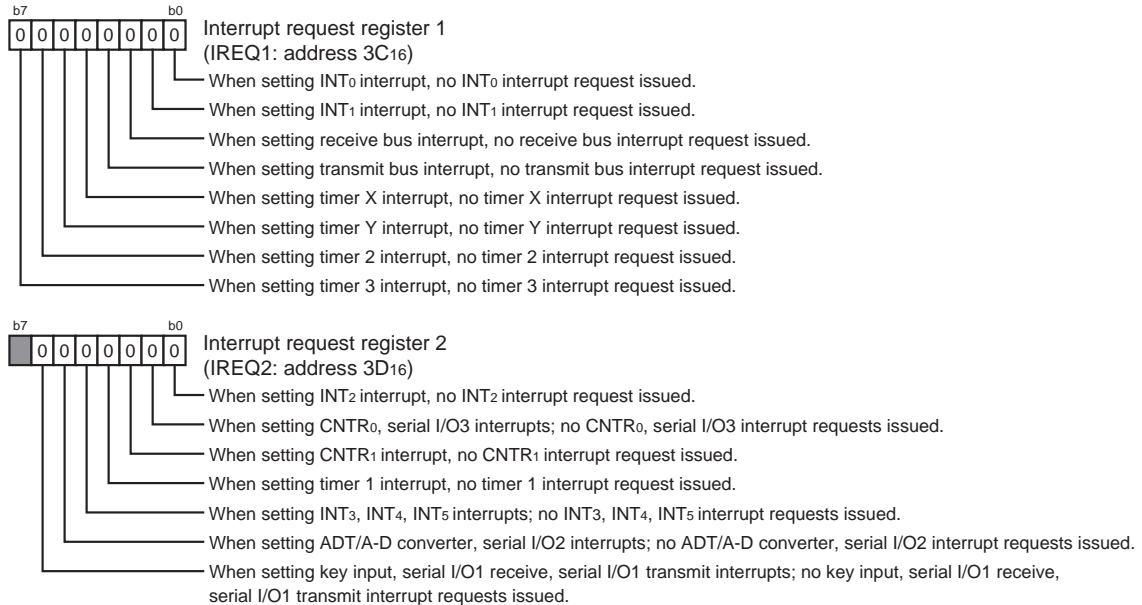 b7 b0
0 0 0 0 0 0 0 0 Interrupt request register 1
(IREQ1: address 3C16)
When setting INT0 interrupt, no INT0 interrupt request issued.
When setting INT1 interrupt, no INT1 interrupt request issued.
When setting receive bus interrupt, no receive bus interrupt request issued.
When setting transmit bus interrupt, no transmit bus interrupt request issued.
When setting timer X interrupt, no timer X interrupt request issued.
When setting timer Y interrupt, no timer Y interrupt request issued.
When setting timer 2 interrupt, no timer 2 interrupt request issued.
When setting timer 3 interrupt, no timer 3 interrupt request issued.
b7 b0
0 0 0 0 0 0 0 Interrupt request register 2
(IREQ2: address 3D16)
When setting INT2 interrupt, no INT2 interrupt request issued.
When setting CNTR0, serial I/O3 interrupts; no CNTR0, serial I/O3 interrupt requests issued.
When setting CNTR1 interrupt, no CNTR1 interrupt request issued.
When setting timer 1 interrupt, no timer 1 interrupt request issued.
When setting INT3, INT4, INT5 interrupts; no INT3, INT4, INT5 interrupt requests issued.
When setting ADT/A-D converter, serial I/O2 interrupts; no ADT/A-D converter, serial I/O2 interrupt requests issued.
When setting key input, serial I/O1 receive, serial I/O1 transmit interrupts; no key input, serial I/O1 receive,
serial I/O1 transmit interrupt requests issued.